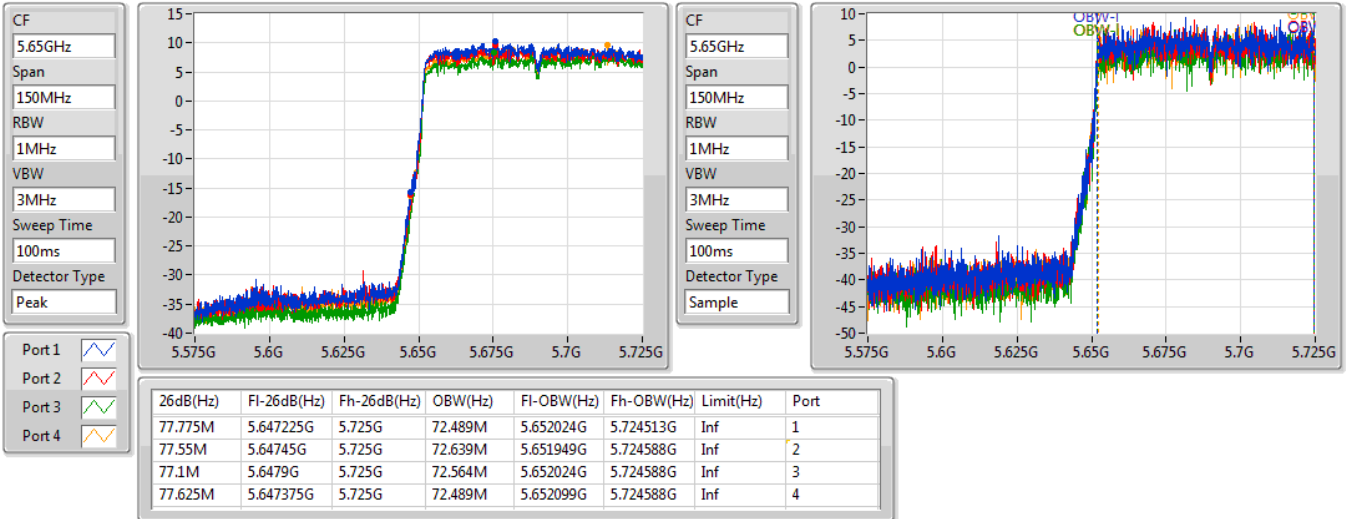 CF
5.65GHz
Span
150MHz
RBW
1MHz
VBW
3MHz
Sweep Time
100ms
Detector Type
Peak
15
10
5
0
-5
-10
-15
-20
-25
-30
-35
-40
5.575G 5.6G 5.625G 5.65G 5.675G 5.7G 5.725G
CF
5.65GHz
Span
150MHz
RBW
1MHz
VBW
3MHz
Sweep Time
100ms
Detector Type
Sample
10
5
0
-5
-10
-15
-20
-25
-30
-35
-40
-45
-50
OBW-l
OBW-l
5.575G 5.6G 5.625G 5.65G 5.675G 5.7G 5.725G
Port 1
Port 2
Port 3
Port 4
26dB(Hz) Fl-26dB(Hz) Fh-26dB(Hz) OBW(Hz) Fl-OBW(Hz) Fh-OBW(Hz) Limit(Hz) Port
77.775M 5.647225G 5.725G 72.489M 5.652024G 5.724513G Inf 1
77.55M 5.64745G 5.725G 72.639M 5.651949G 5.724588G Inf 2
77.1M 5.6479G 5.725G 72.564M 5.652024G 5.724588G Inf 3
77.625M 5.647375G 5.725G 72.489M 5.652099G 5.724588G Inf 4